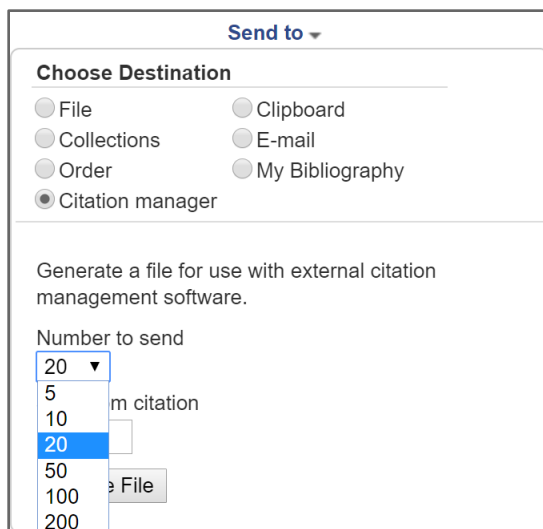 Send to
Choose Destination
File Clipboard
Collections E-mail
Order My Bibliography
Citation manager
Generate a file for use with external citation
management software.
Number to send
20
5
citation
10
20
50
File
100
200